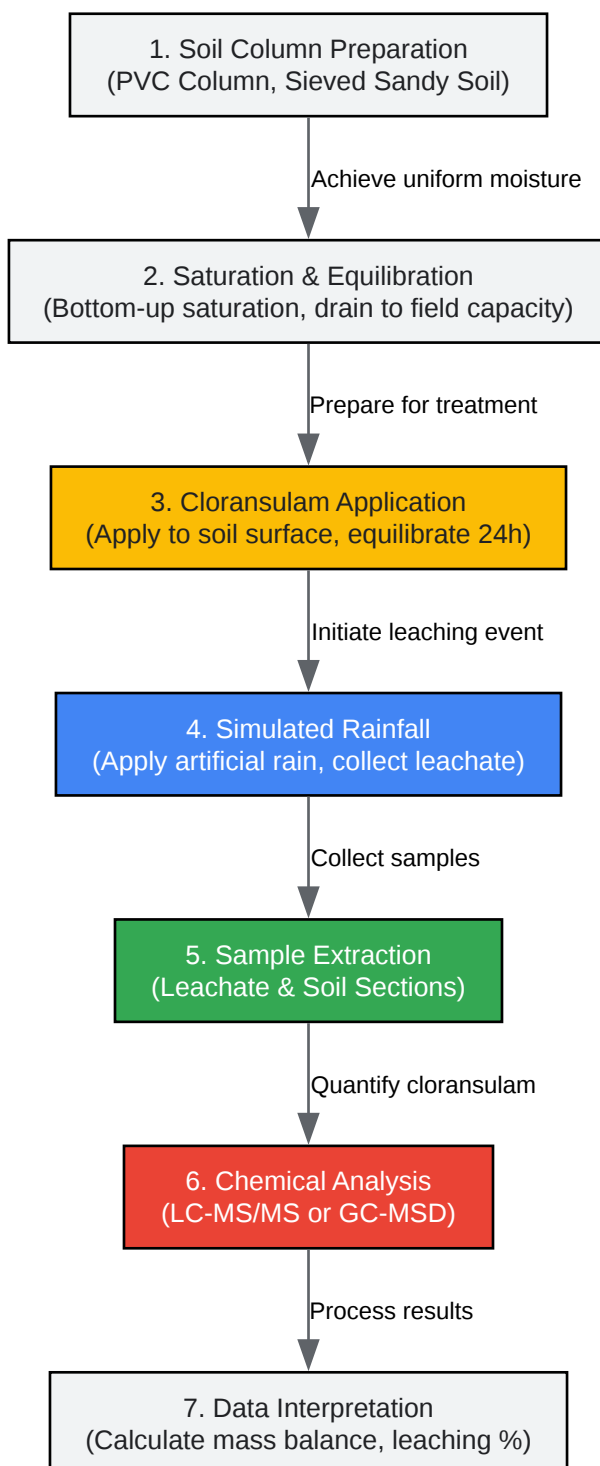 1. Soil Column Preparation
(PVC Column, Sieved Sandy Soil)
Achieve uniform moisture
2. Saturation & Equilibration
(Bottom-up saturation, drain to field capacity)
Prepare for treatment
3. Cloransulam Application
(Apply to soil surface, equilibrate 24h)
Initiate leaching event
4. Simulated Rainfall
(Apply artificial rain, collect leachate)
Collect samples
5. Sample Extraction
(Leachate & Soil Sections)
Quantify cloransulam
6. Chemical Analysis
(LC-MS/MS or GC-MSD)
Process results
7. Data Interpretation
(Calculate mass balance, leaching %)